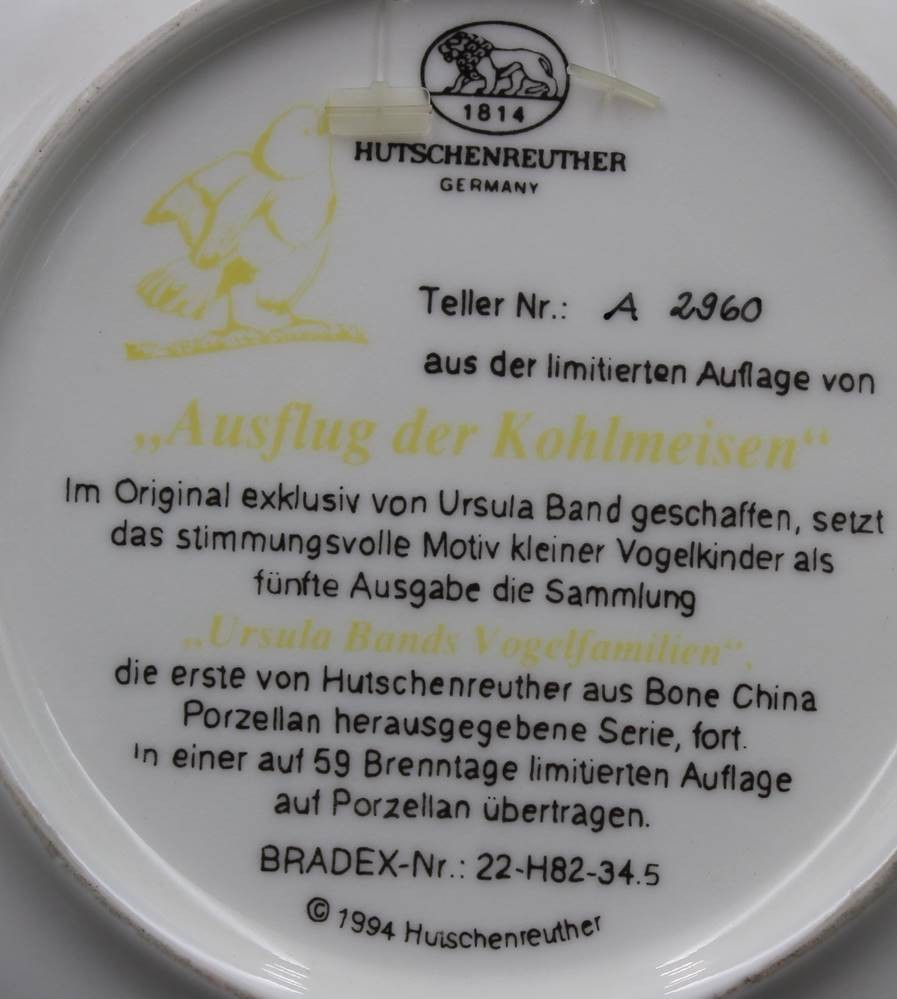 1814
HUTSCHENREUTHER
GERMANY
Teller Nr.: A 2960
aus der limitierten Auflage von
„Ausflug der Kohlmeisen“
Im Original exklusiv von Ursula Band geschaffen, setzt
das stimmungsvolle Motiv kleiner Vogelkinder als
fünfte Ausgabe die Sammlung
„Ursula Bands Vogelfamilien“,
die erste von Hutschenreuther aus Bone China
Porzellan herausgegebene Serie, fort.
In einer auf 59 Brenntage limitierten Auflage
auf Porzellan übertragen.
BRADEX-Nr.: 22-H82-34.5
© 1994 Hutschenreuther